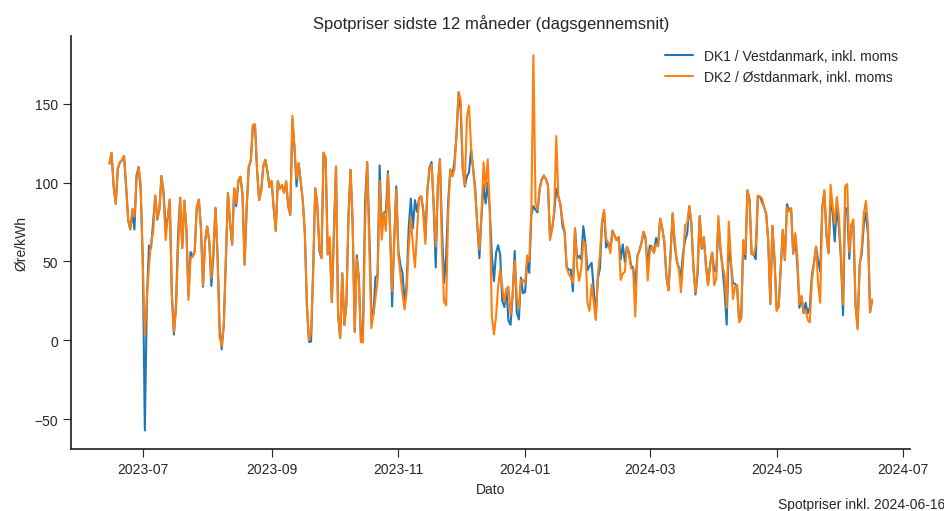 Spotpriser sidste 12 måneder (dagsgennemsnit)
DK1 / Vestdanmark, inkl. moms
DK2 / Østdanmark, inkl. moms
Øre/kWh
150
100
50
0
−50
2023-07
2023-09
2023-11
2024-01
2024-03
2024-05
2024-07
Dato
Spotpriser inkl. 2024-06-16